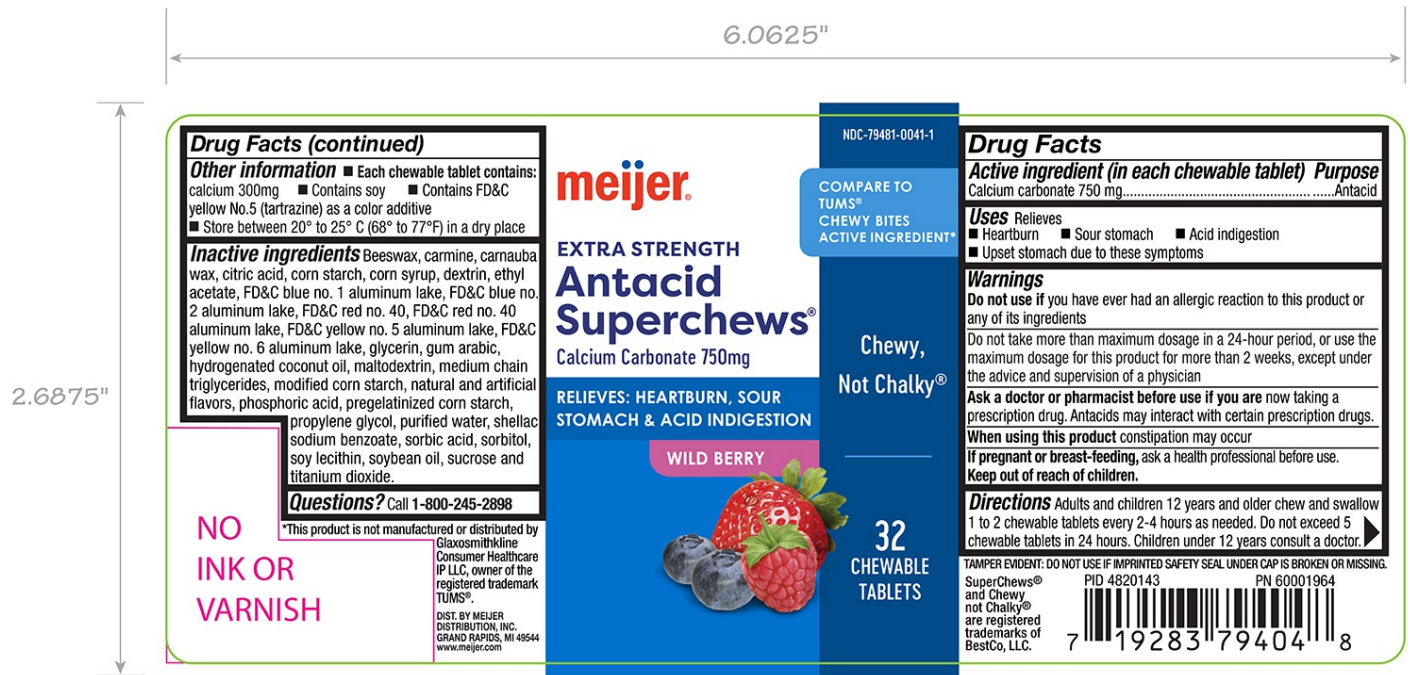 6.0625"
2.6875"
Drug Facts (continued)
Other information ■ Each chewable tablet contains:
calcium 300mg ■ Contains soy ■ Contains FD&C
yellow No.5 (tartrazine) as a color additive
■ Store between 20° to 25° C (68° to 77°F) in a dry place
Inactive ingredients Beeswax, carmine, carnauba
wax, citric acid, corn starch, corn syrup, dextrin, ethyl
acetate, FD&C blue no. 1 aluminum lake, FD&C blue no.
2 aluminum lake, FD&C red no. 40, FD&C red no. 40
aluminum lake, FD&C yellow no. 5 aluminum lake, FD&C
yellow no. 6 aluminum lake, glycerin, gum arabic,
hydrogenated coconut oil, maltodextrin, medium chain
triglycerides, modified corn starch, natural and artificial
flavors, phosphoric acid, pregelatinized corn starch,
propylene glycol, purified water, shellac
sodium benzoate, sorbic acid, sorbitol,
soy lecithin, soybean oil, sucrose and
titanium dioxide.
Questions? Call 1-800-245-2898
*This product is not manufactured or distributed by
Glaxosmithkline
Consumer Healthcare
IP LLC, owner of the
registered trademark
TUMS®.
DIST. BY MEIJER
DISTRIBUTION, INC.
GRAND RAPIDS, MI 49544
www.meijer.com
NO
INK OR
VARNISH
meijer®
EXTRA STRENGTH
Antacid
Superchews®
Calcium Carbonate 750mg
RELIEVES: HEARTBURN, SOUR
STOMACH & ACID INDIGESTION
WILD BERRY
NDC-79481-0041-1
COMPARE TO
TUMS®
CHEWY BITES
ACTIVE INGREDIENT*
Chewy,
Not Chalky®
32
CHEWABLE
TABLETS
Drug Facts
Active ingredient (in each chewable tablet) Purpose
Calcium carbonate 750 mg...................................................... ......Antacid
Uses Relieves
■ Heartburn ■ Sour stomach ■ Acid indigestion
■ Upset stomach due to these symptoms
Warnings
Do not use if you have ever had an allergic reaction to this product or
any of its ingredients
Do not take more than maximum dosage in a 24-hour period, or use the
maximum dosage for this product for more than 2 weeks, except under
the advice and supervision of a physician
Ask a doctor or pharmacist before use if you are now taking a
prescription drug. Antacids may interact with certain prescription drugs.
When using this product constipation may occur
If pregnant or breast-feeding, ask a health professional before use.
Keep out of reach of children.
Directions Adults and children 12 years and older chew and swallow
1 to 2 chewable tablets every 2-4 hours as needed. Do not exceed 5
chewable tablets in 24 hours. Children under 12 years consult a doctor.
TAMPER EVIDENT: DO NOT USE IF IMPRINTED SAFETY SEAL UNDER CAP IS BROKEN OR MISSING.
SuperChews®
and Chewy
not Chalky®
are registered
trademarks of
BestCo, LLC.
PID 4820143 PN 60001964
7 19283 79404 8